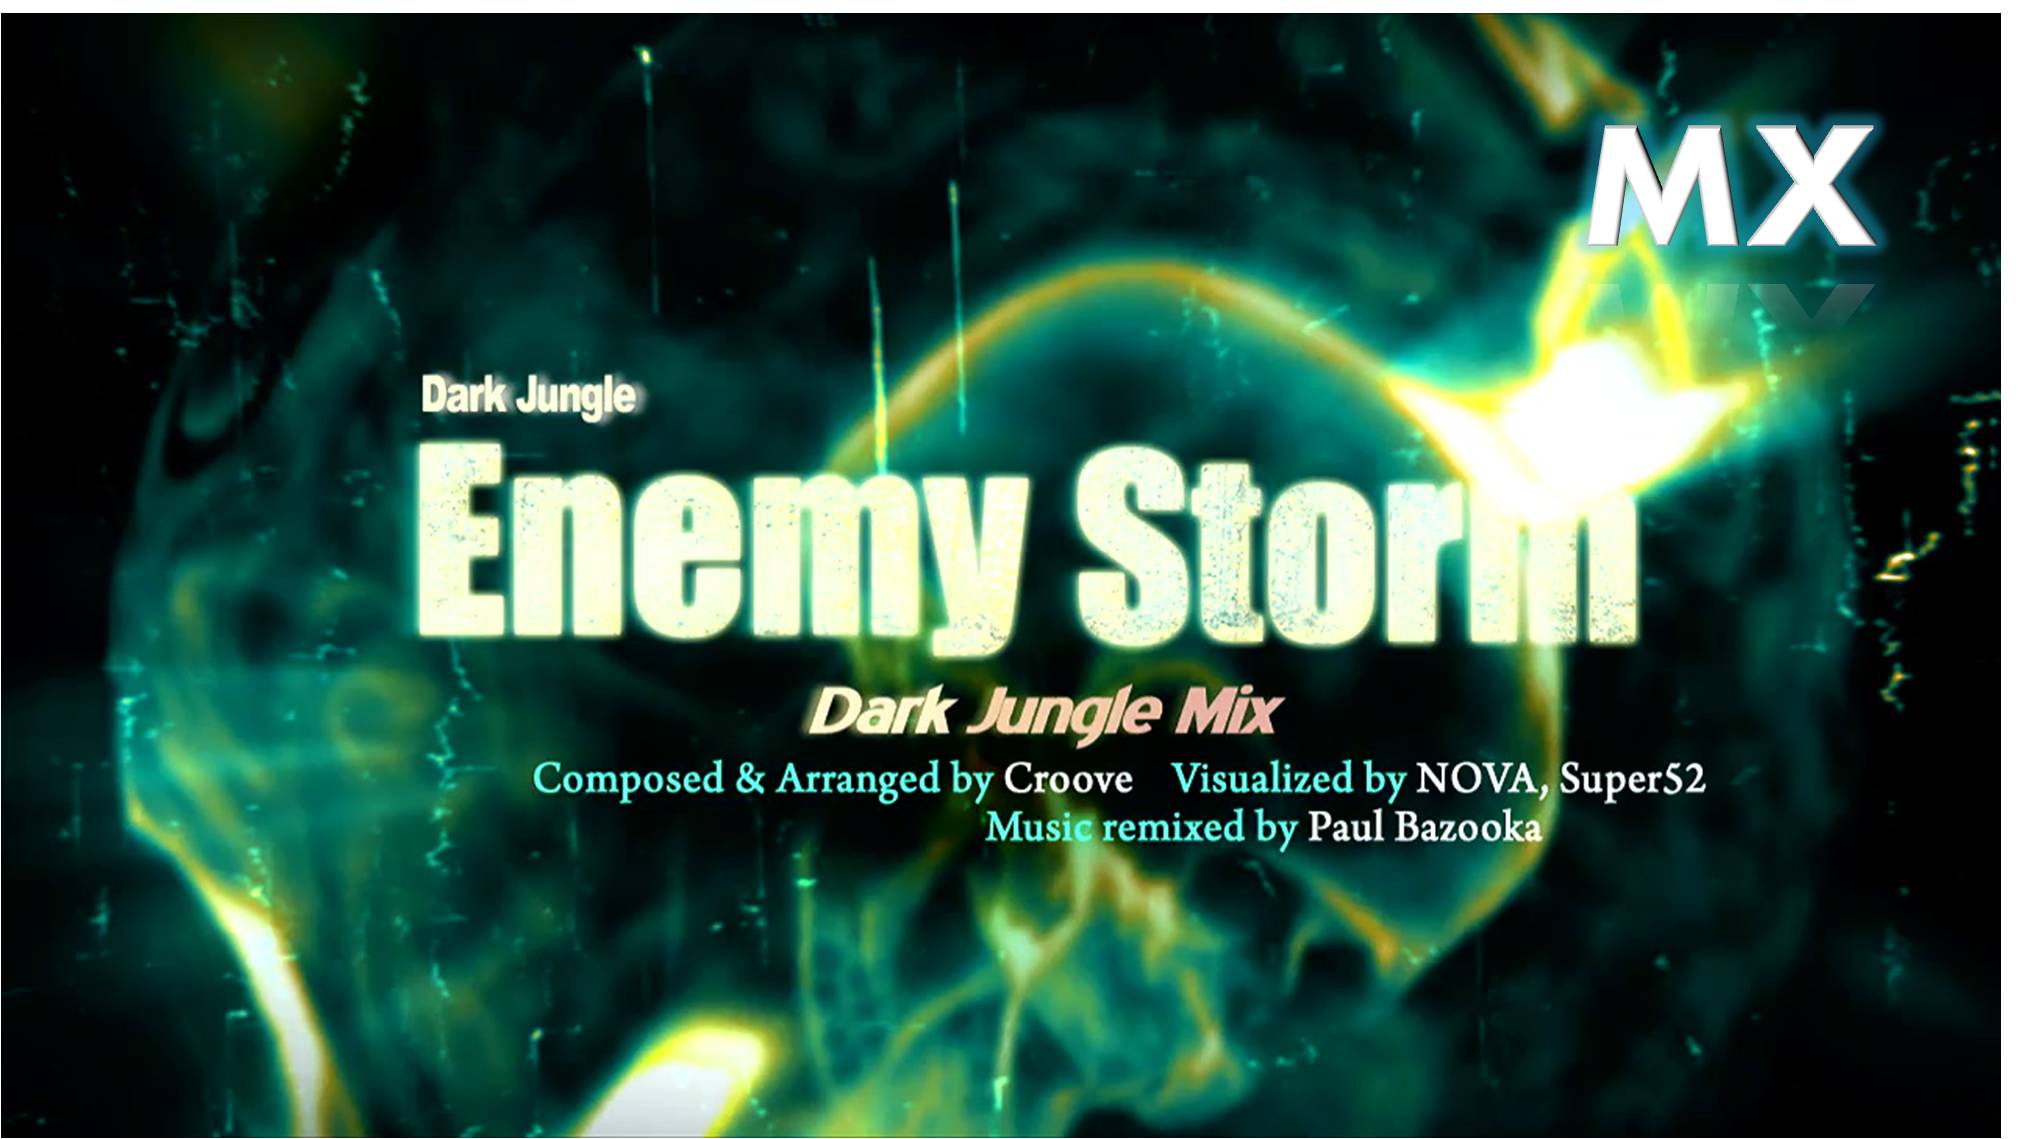 MX
Dark Jungle
Enemy Storm
Dark Jungle Mix
Composed & Arranged by Croove Visualized by NOVA, Super52
Music remixed by Paul Bazooka